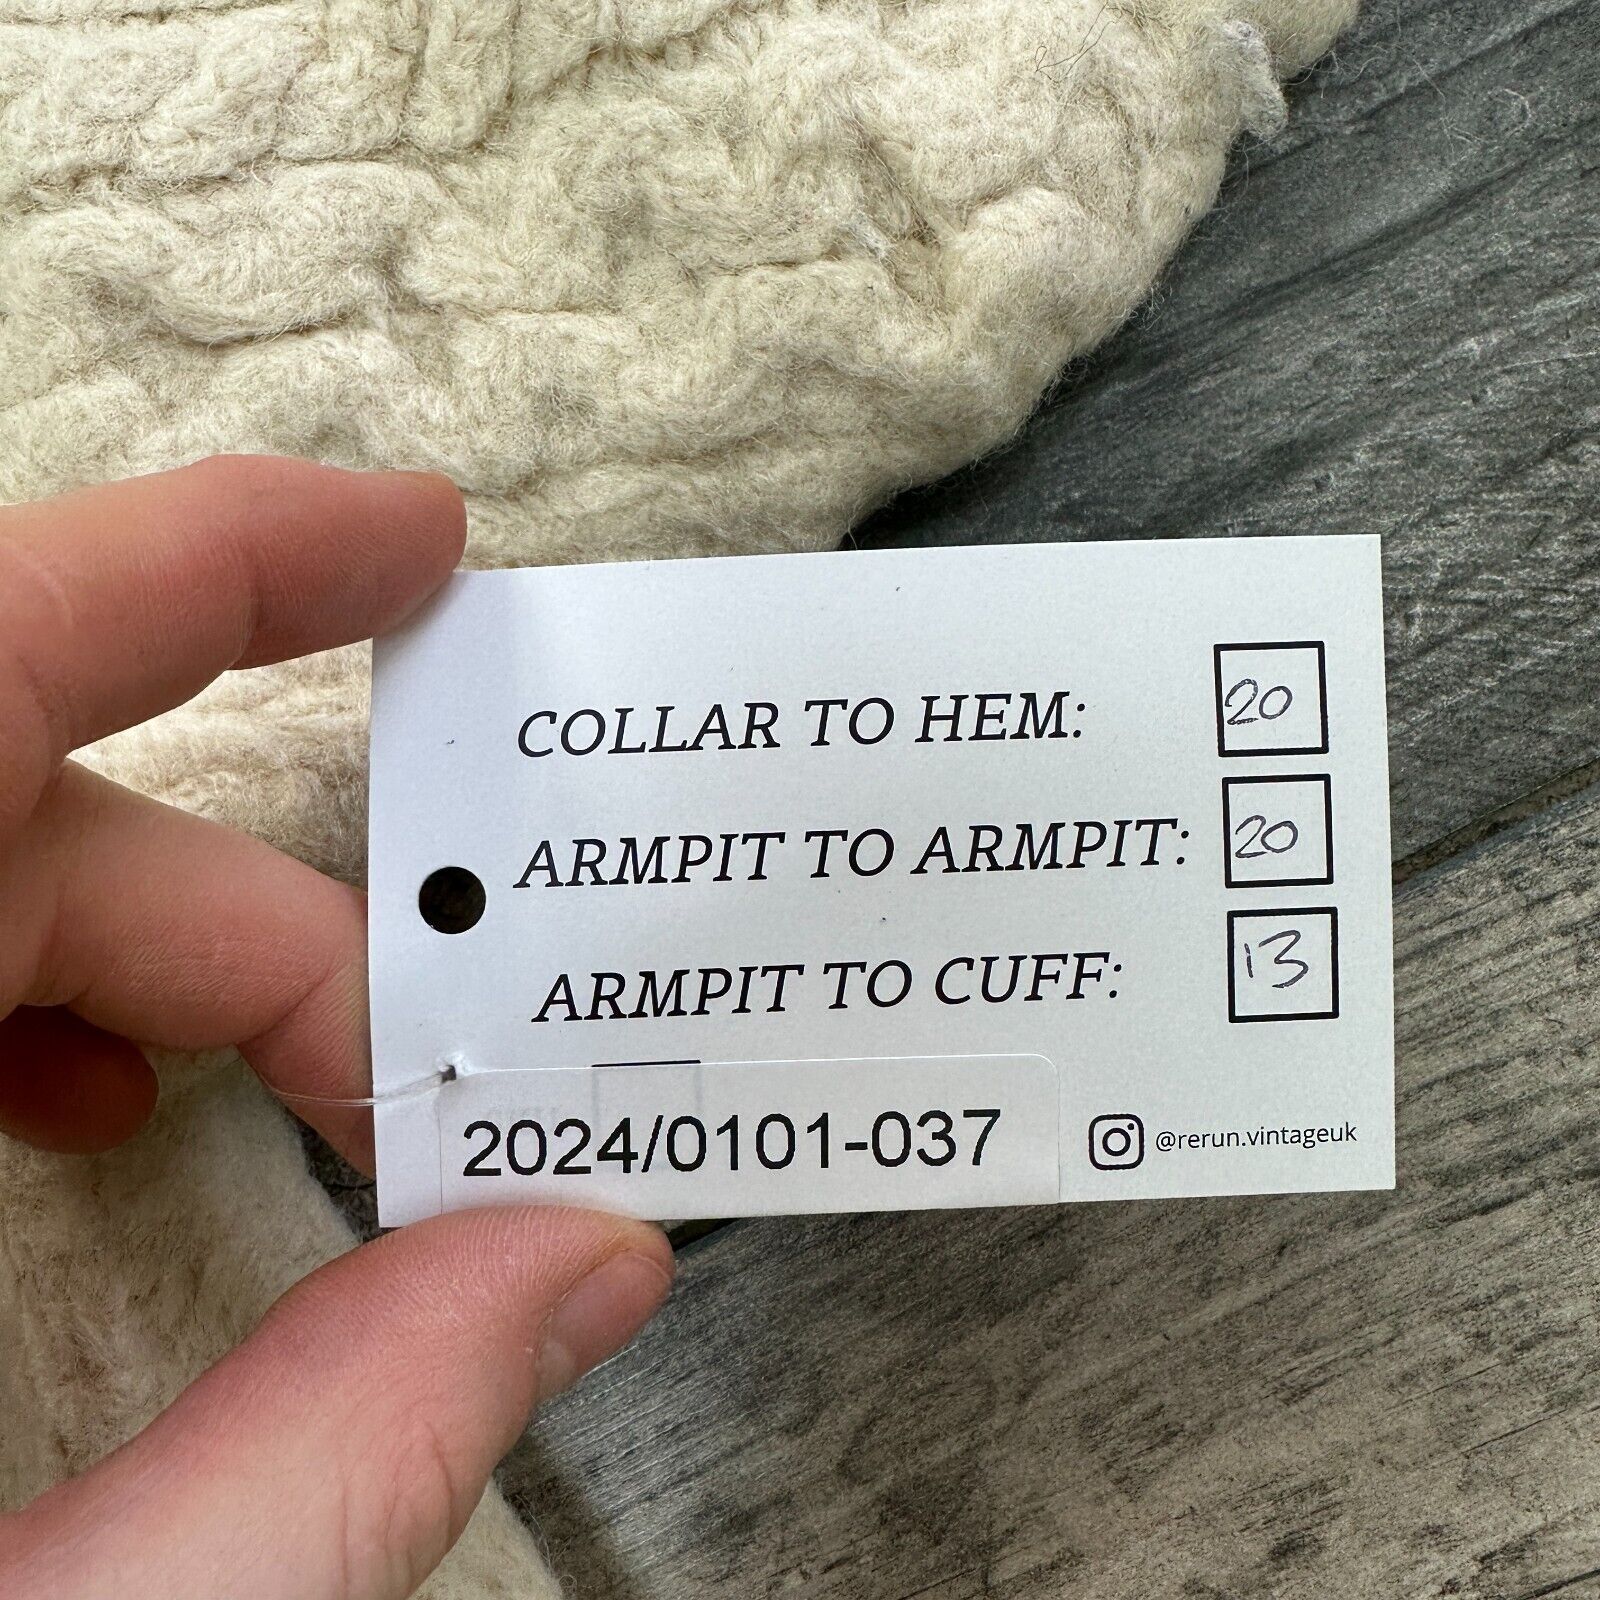 COLLAR TO HEM: 20
ARMPIT TO ARMPIT: 20
ARMPIT TO CUFF: 13
2024/0101-037
@rerun.vintageuk